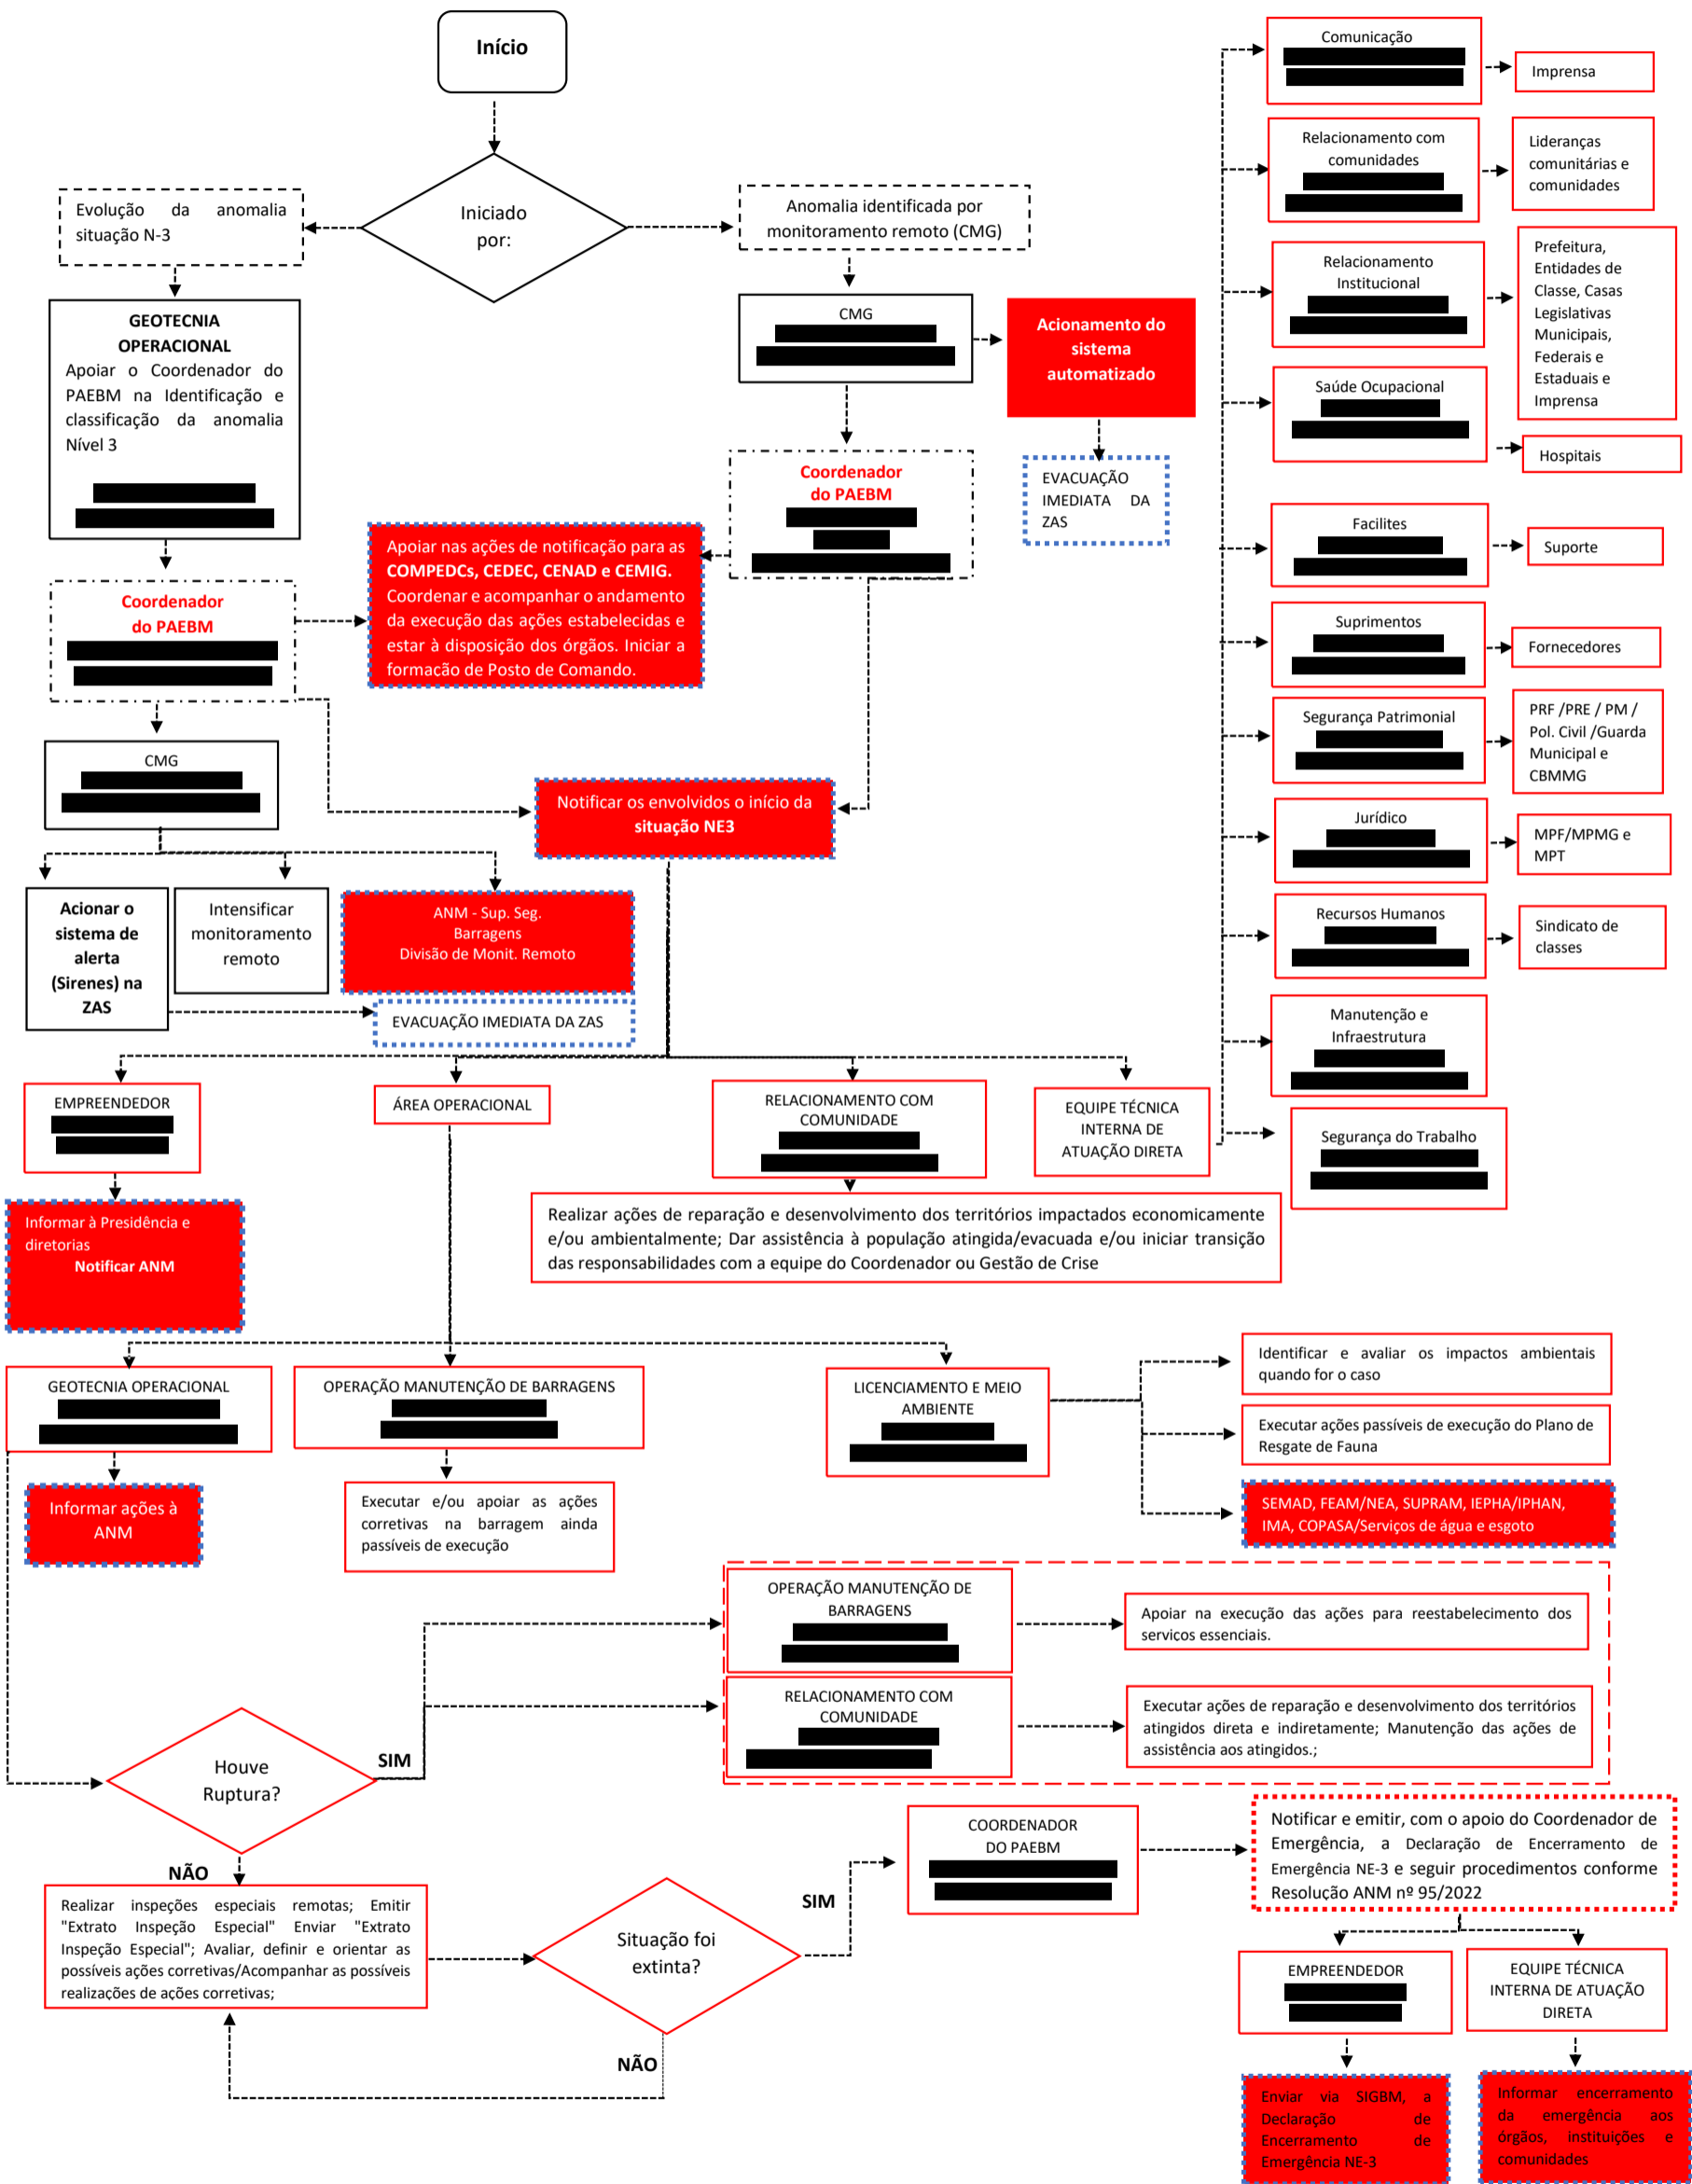 Início
Iniciado
por:
Evolução da anomalia
situação N-3
Anomalia identificada por
monitoramento remoto (CMG)
GEOTECNIA
OPERACIONAL
Apoiar o Coordenador do
PAEBM na Identificação e
classificação da anomalia
Nível 3
CMG
Acionamento do
sistema
automatizado
EVACUAÇÃO
IMEDIATA DA
ZAS
Coordenador
do PAEBM
Apoiar nas ações de notificação para as
COMPEDCs, CEDEC, CENAD e CEMIG.
Coordenar e acompanhar o andamento
da execução das ações estabelecidas e
estar à disposição dos órgãos. Iniciar a
formação de Posto de Comando.
Coordenador
do PAEBM
CMG
Notificar os envolvidos o início da
situação NE3
Acionar o
sistema de
alerta
(Sirenes) na
ZAS
Intensificar
monitoramento
remoto
ANM - Sup. Seg.
Barragens
Divisão de Monit. Remoto
EVACUAÇÃO IMEDIATA DA ZAS
Comunicação
Imprensa
Relacionamento com
comunidades
Lideranças
comunitárias e
comunidades
Relacionamento
Institucional
Prefeitura,
Entidades de
Classe, Casas
Legislativas
Municipais,
Federais e
Estaduais e
Imprensa
Saúde Ocupacional
Hospitais
Facilites
Suporte
Suprimentos
Fornecedores
Segurança Patrimonial
PRF /PRE / PM /
Pol. Civil /Guarda
Municipal e
CBMMG
Jurídico
MPF/MPMG e
MPT
Recursos Humanos
Sindicato de
classes
Manutenção e
Infraestrutura
Segurança do Trabalho
EMPREENDEDOR
ÁREA OPERACIONAL
RELACIONAMENTO COM
COMUNIDADE
EQUIPE TÉCNICA
INTERNA DE
ATUAÇÃO DIRETA
Informar à Presidência e
diretorias
Notificar ANM
Realizar ações de reparação e desenvolvimento dos territórios impactados economicamente
e/ou ambientalmente; Dar assistência à população atingida/evacuada e/ou iniciar transição
das responsabilidades com a equipe do Coordenador ou Gestão de Crise
GEOTECNIA OPERACIONAL
OPERAÇÃO MANUTENÇÃO DE BARRAGENS
LICENCIAMENTO E MEIO
AMBIENTE
Identificar e avaliar os impactos ambientais
quando for o caso
Executar ações passíveis de execução do Plano de
Resgate de Fauna
SEMAD, FEAM/NEA, SUPRAM, IEPHA/IPHAN,
IMA, COPASA/Serviços de água e esgoto
Informar ações à
ANM
Executar e/ou apoiar as ações
corretivas na barragem ainda
passíveis de execução
OPERAÇÃO MANUTENÇÃO DE
BARRAGENS
Apoiar na execução das ações para reestabelecimento dos
serviços essenciais.
RELACIONAMENTO COM
COMUNIDADE
Executar ações de reparação e desenvolvimento dos territórios
atingidos direta e indiretamente; Manutenção das ações de
assistência aos atingidos.;
Houve
Ruptura?
SIM
NÃO
Realizar inspeções especiais remotas; Emitir
"Extrato Inspeção Especial" Enviar "Extrato
Inspeção Especial"; Avaliar, definir e orientar as
possíveis ações corretivas/Acompanhar as possíveis
realizações de ações corretivas;
Situação foi
extinta?
SIM
NÃO
COORDENADOR
DO PAEBM
Notificar e emitir, com o apoio do Coordenador de
Emergência, a Declaração de Encerramento de
Emergência NE-3 e seguir procedimentos conforme
Resolução ANM nº 95/2022
EMPREENDEDOR
EQUIPE TÉCNICA
INTERNA DE ATUAÇÃO
DIRETA
Enviar via SIGBM, a
Declaração de
Encerramento de
Emergência NE-3
Informar encerramento
da emergência aos
órgãos, instituições e
comunidades